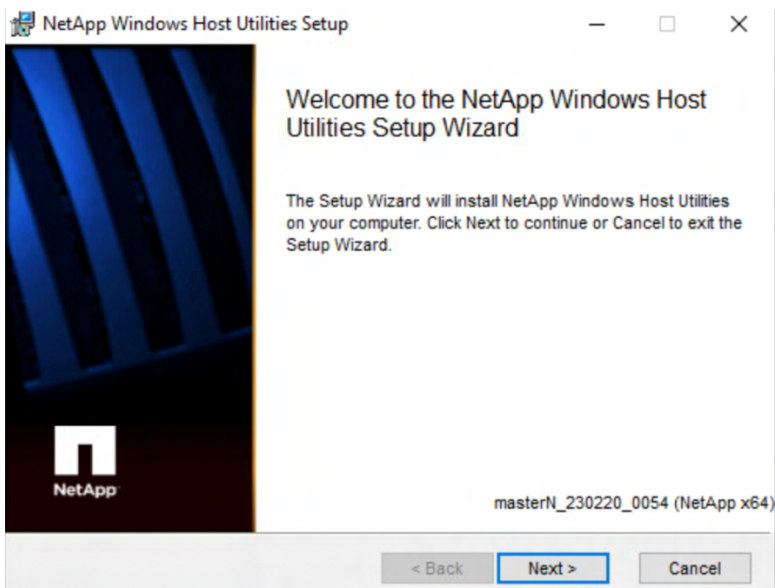 NetApp Windows Host Utilities Setup
Welcome to the NetApp Windows Host
Utilities Setup Wizard
The Setup Wizard will install NetApp Windows Host Utilities
on your computer. Click Next to continue or Cancel to exit the
Setup Wizard.
NetApp
masterN_230220_0054 (NetApp x64)
< Back
Next >
Cancel